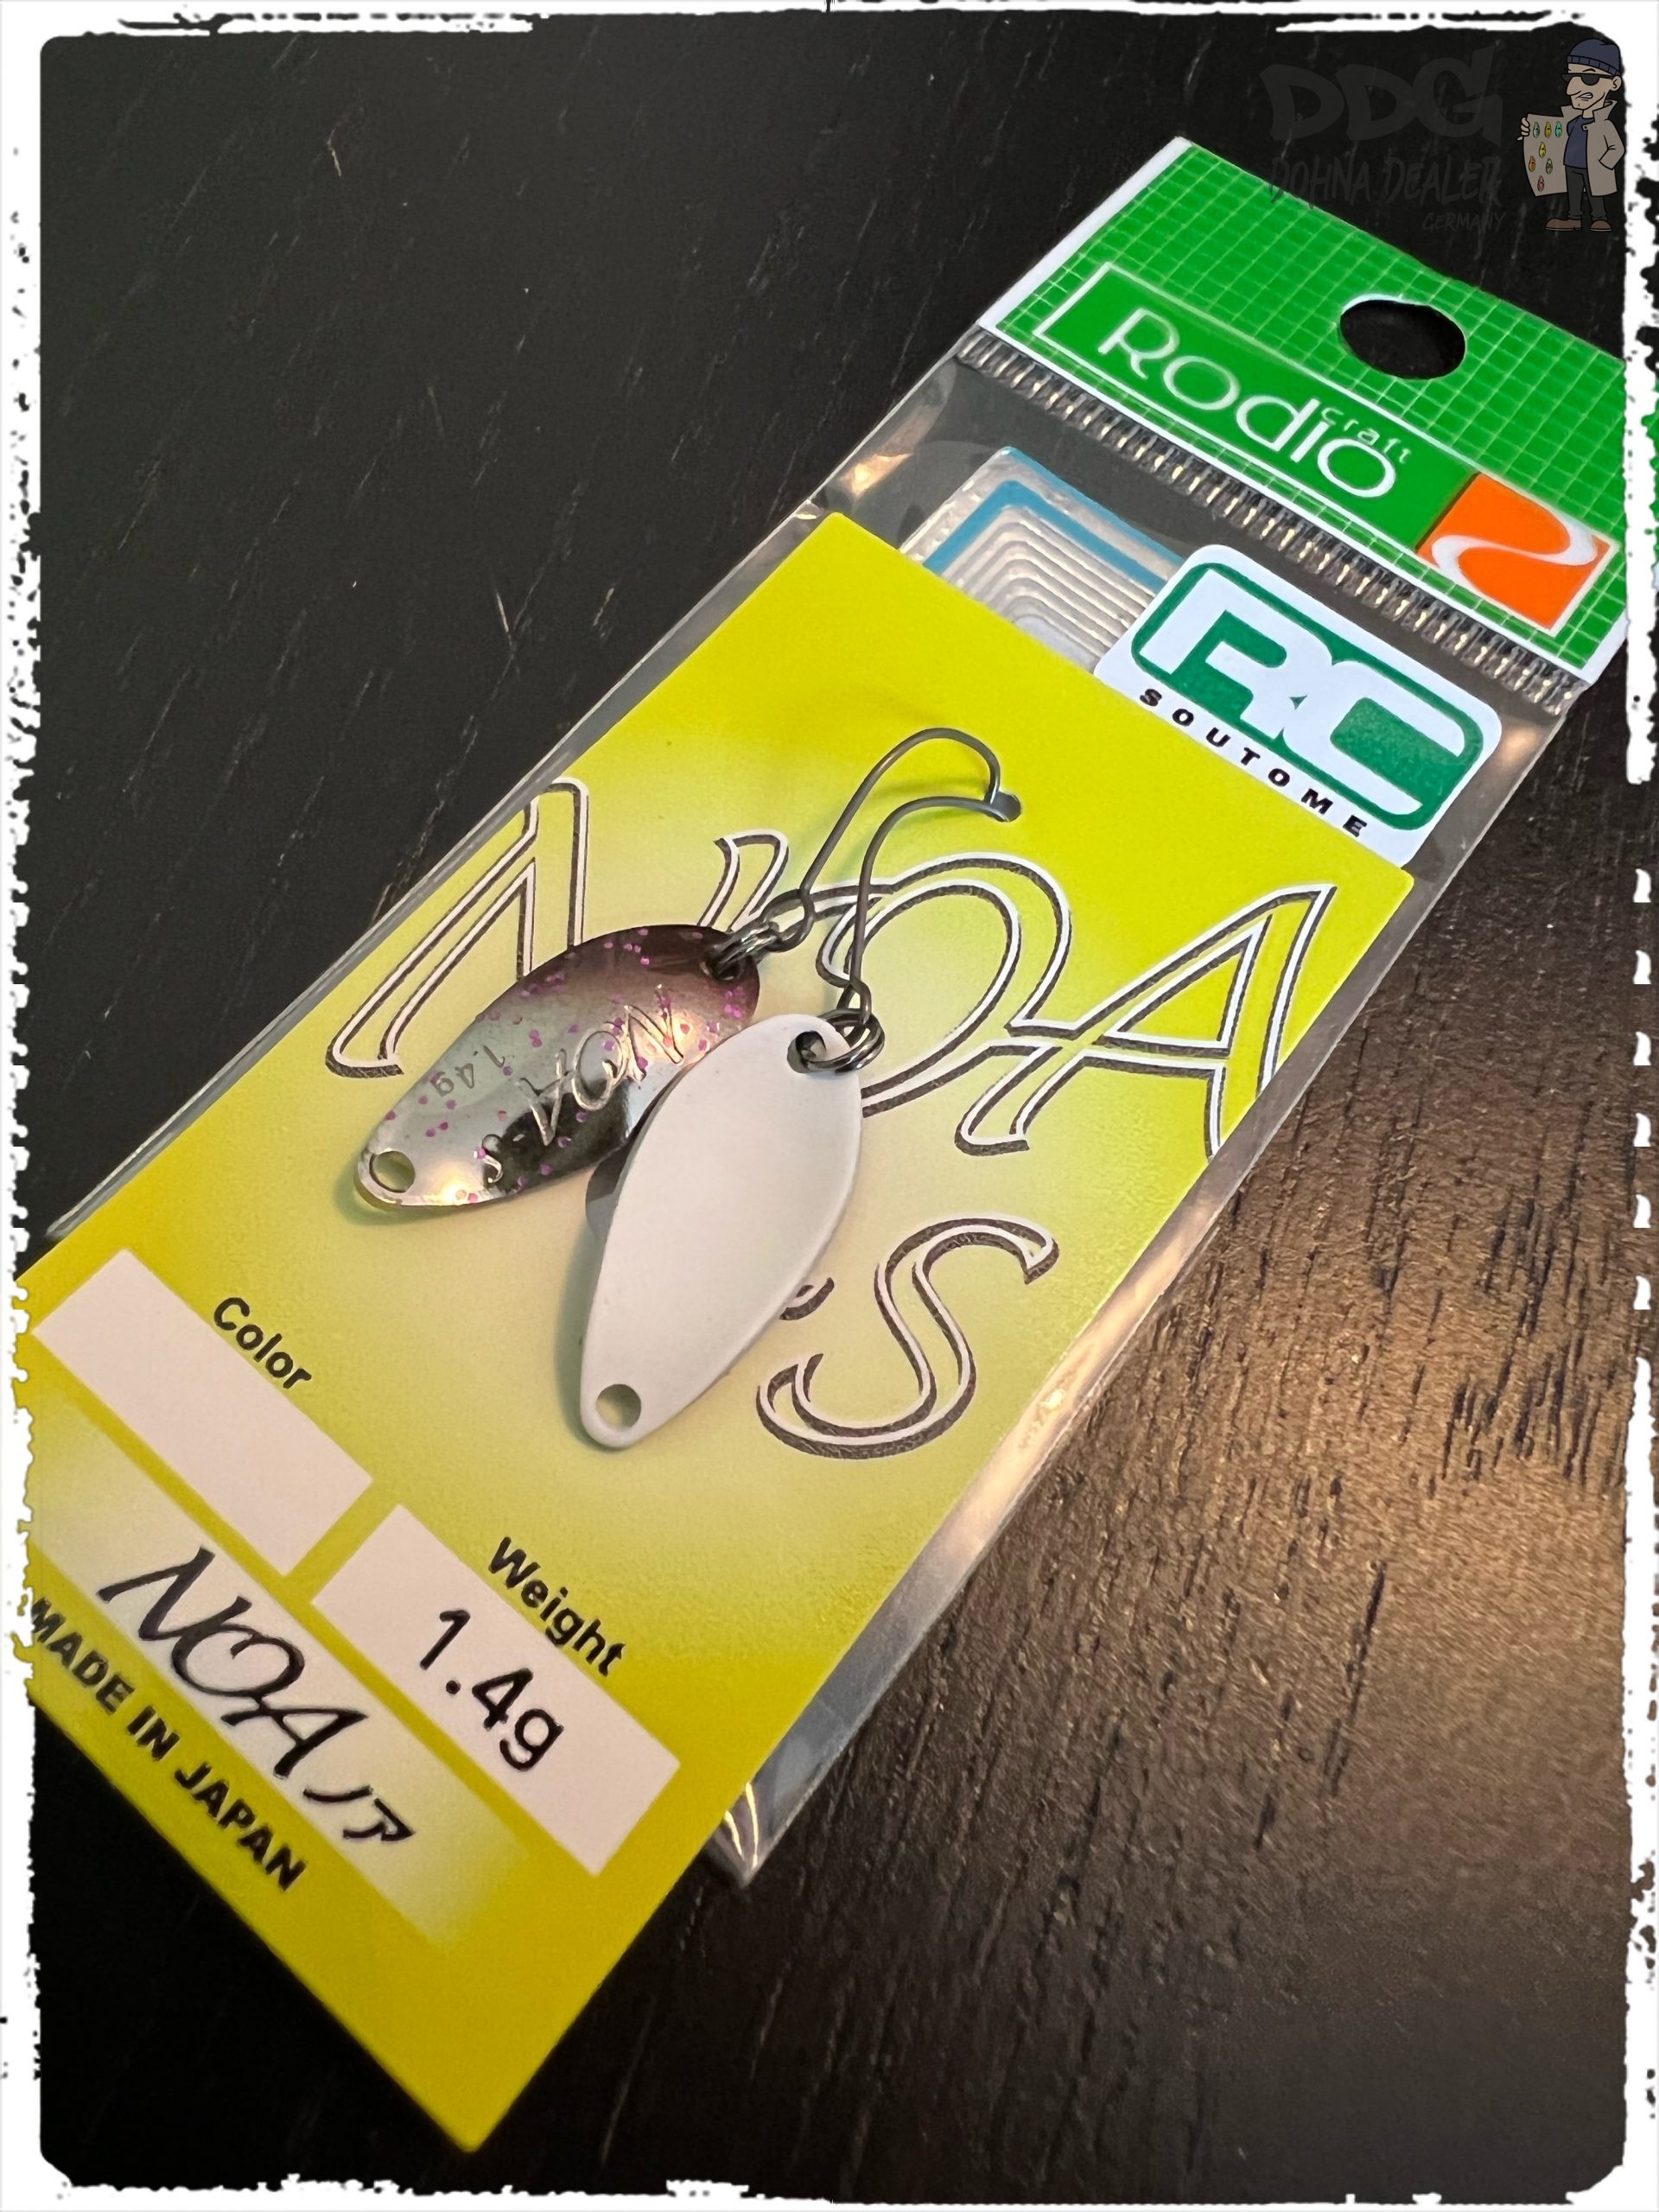 DDG
DOHNA DEALER
GERMANY
Rodio
craft
RC
SOUTOME
NOA
S
NOA-S
1.4g
Color
Weight
1.4g
NOA ノア
MADE IN JAPAN